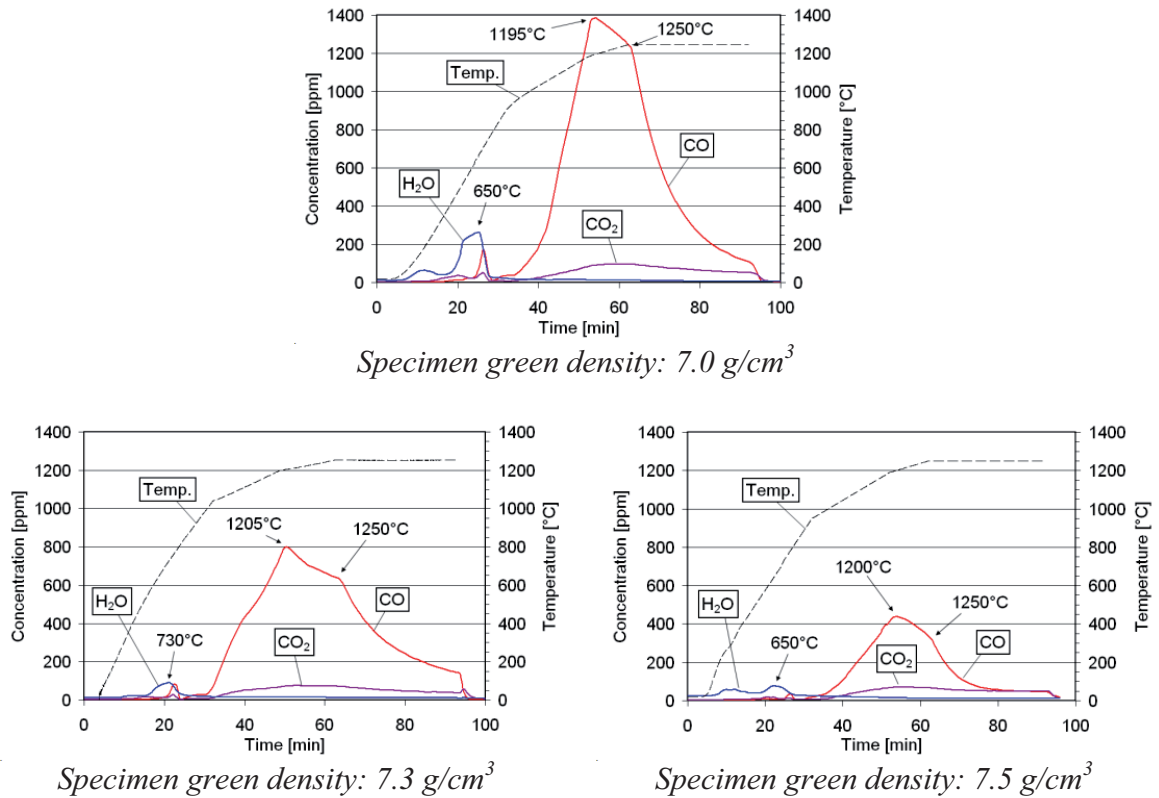 1400 1400
1195°C 1250°C
1200 1200
Temp.
1000 1000
800 800
CO
600 600
H₂O 650°C
400 400
CO₂
200 200
0 0
0 20 40 60 80 100
Concentration [ppm]
Temperature [°C]
Time [min]
Specimen green density: 7.0 g/cm³
1400 1400
1200 1200
Temp.
1000 1000
1205°C 1250°C
800 800
600 600
H₂O CO
400 400
730°C CO₂
200 200
0 0
0 20 40 60 80 100
Concentration [ppm]
Temperature [°C]
Time [min]
Specimen green density: 7.3 g/cm³
1400 1400
1200 1200
Temp.
1000 1000
800 800
1200°C
600 600
H₂O 1250°C
400 400
650°C CO₂ CO
200 200
0 0
0 20 40 60 80 100
Concentration [ppm]
Temperature [°C]
Time [min]
Specimen green density: 7.5 g/cm³